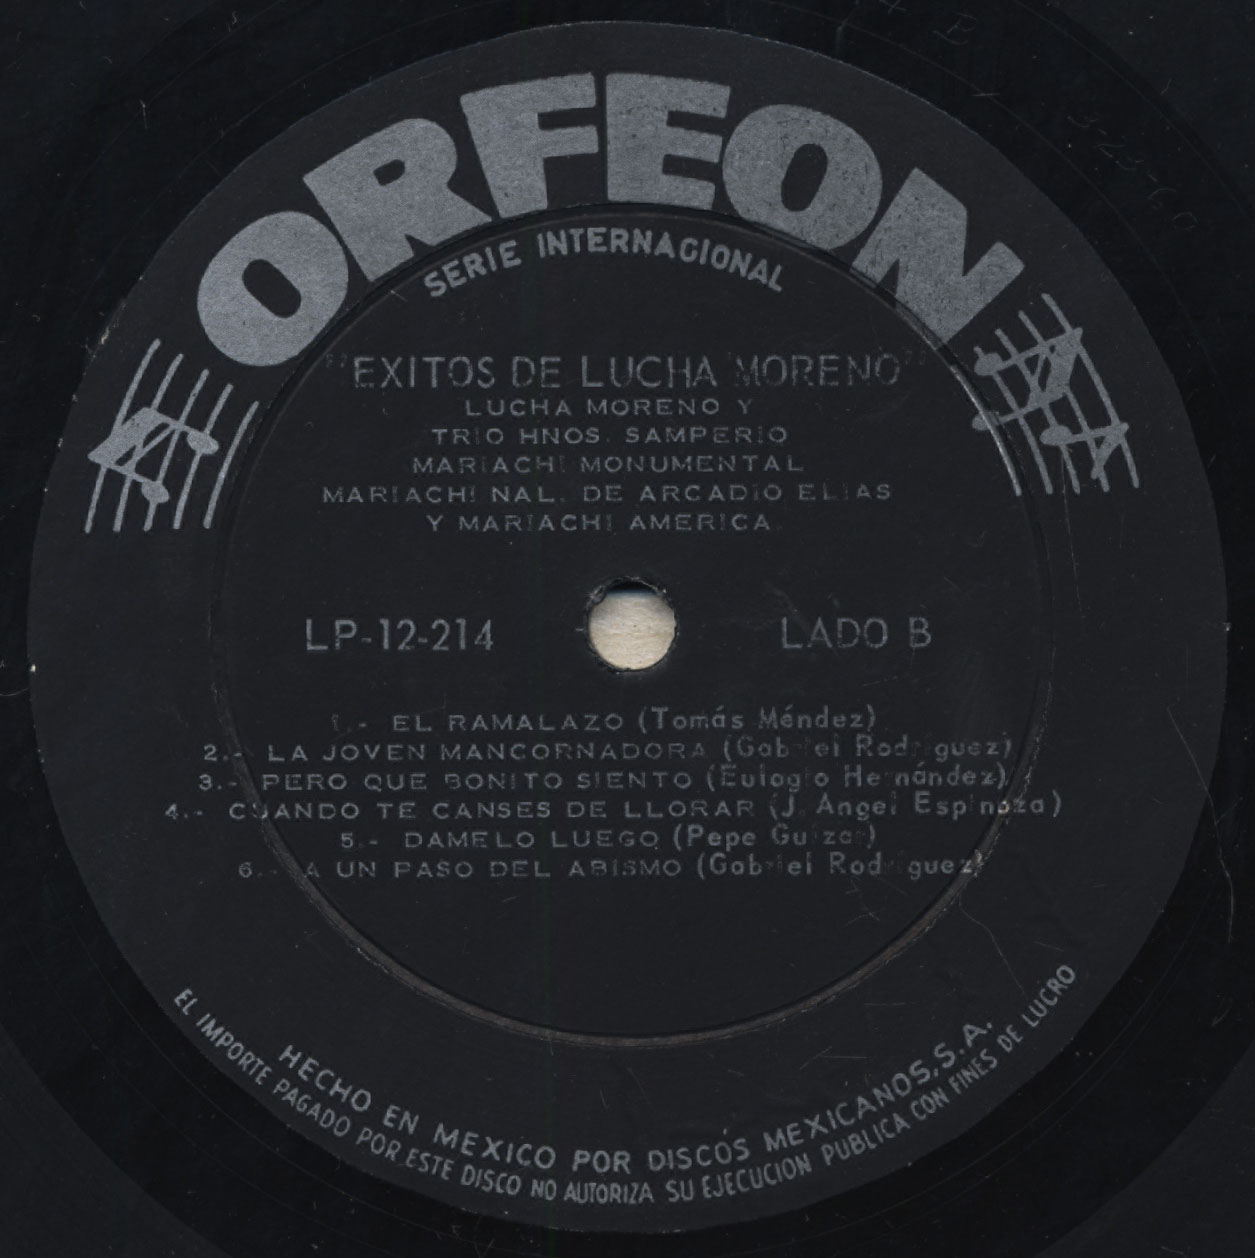 ORFEON
SERIE INTERNACIONAL
"EXITOS DE LUCHA MORENO"
LUCHA MORENO Y
TRIO HNOS. SAMPERIO
MARIACHI MONUMENTAL
MARIACHI NAL. DE ARCADIO ELIAS
Y MARIACHI AMERICA.
LP-12-214 LADO B
1.- EL RAMALAZO (Tomás Méndez)
2.- LA JOVEN MANCORNADORA (Gabriel Rodríguez)
3.- PERO QUE BONITO SIENTO (Eulogio Hernández)
4.- CUANDO TE CANSES DE LLORAR (J. Angel Espinoza)
5.- DAMELO LUEGO (Pepe Guízar)
6.- A UN PASO DEL ABISMO (Gabriel Rodríguez)
HECHO EN MEXICO POR DISCOS MEXICANOS, S.A.
EL IMPORTE PAGADO POR ESTE DISCO NO AUTORIZA SU EJECUCION PUBLICA CON FINES DE LUCRO